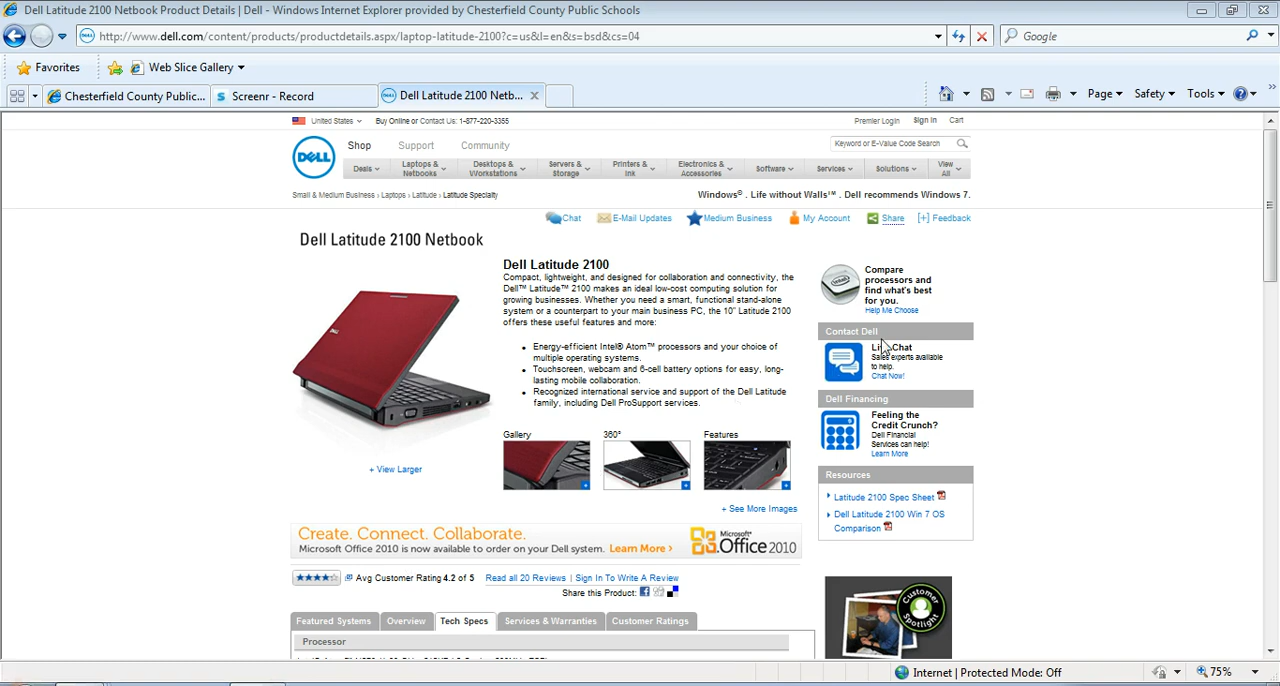 Dell Latitude 2100 Netbook Product Details | Dell - Windows Internet Explorer provided by Chesterfield County Public Schools
http://www.dell.com/content/products/productdetails.aspx/laptop-latitude-2100?c=us&l=en&s=bsd&cs=04
Google
Favorites
Web Slice Gallery
Chesterfield County Public...
Screenr - Record
Dell Latitude 2100 Netb...
Page
Safety
Tools
United States
Buy Online or Contact Us: 1-877-220-3355
Premier Login
Sign In
Cart
DELL
Shop
Support
Community
Keyword or E-Value Code Search
Deals
Laptops &
Netbooks
Desktops &
Workstations
Servers &
Storage
Printers &
Ink
Electronics &
Accessories
Software
Services
Solutions
View
All
Small & Medium Business › Laptops › Latitude › Latitude Specialty
Windows®. Life without Walls™. Dell recommends Windows 7.
Chat
E-Mail Updates
Medium Business
My Account
Share
[+] Feedback
Dell Latitude 2100 Netbook
Dell Latitude 2100
Compact, lightweight, and designed for collaboration and connectivity, the
Dell™ Latitude™ 2100 makes an ideal low-cost computing solution for
growing businesses. Whether you need a smart, functional stand-alone
system or a counterpart to your main business PC, the 10" Latitude 2100
offers these useful features and more:
Energy-efficient Intel® Atom™ processors and your choice of
multiple operating systems.
Touchscreen, webcam and 6-cell battery options for easy, long-
lasting mobile collaboration.
Recognized international service and support of the Dell Latitude
family, including Dell ProSupport services.
Gallery
360°
Features
+ View Larger
+ See More Images
Compare
processors and
find what's best
for you.
Help Me Choose
Contact Dell
Chat
Sales experts available
to help.
Chat Now!
Dell Financing
Feeling the
Credit Crunch?
Dell Financial
Services can help!
Learn More
Resources
Latitude 2100 Spec Sheet
Dell Latitude 2100 Win 7 OS
Comparison
Create. Connect. Collaborate.
Microsoft Office 2010 is now available to order on your Dell system. Learn More ›
Microsoft®
Office 2010
Avg Customer Rating 4.2 of 5
Read all 20 Reviews | Sign In To Write A Review
Share this Product:
Customer
Spotlight
Featured Systems
Overview
Tech Specs
Services & Warranties
Customer Ratings
Processor
Internet | Protected Mode: Off
75%